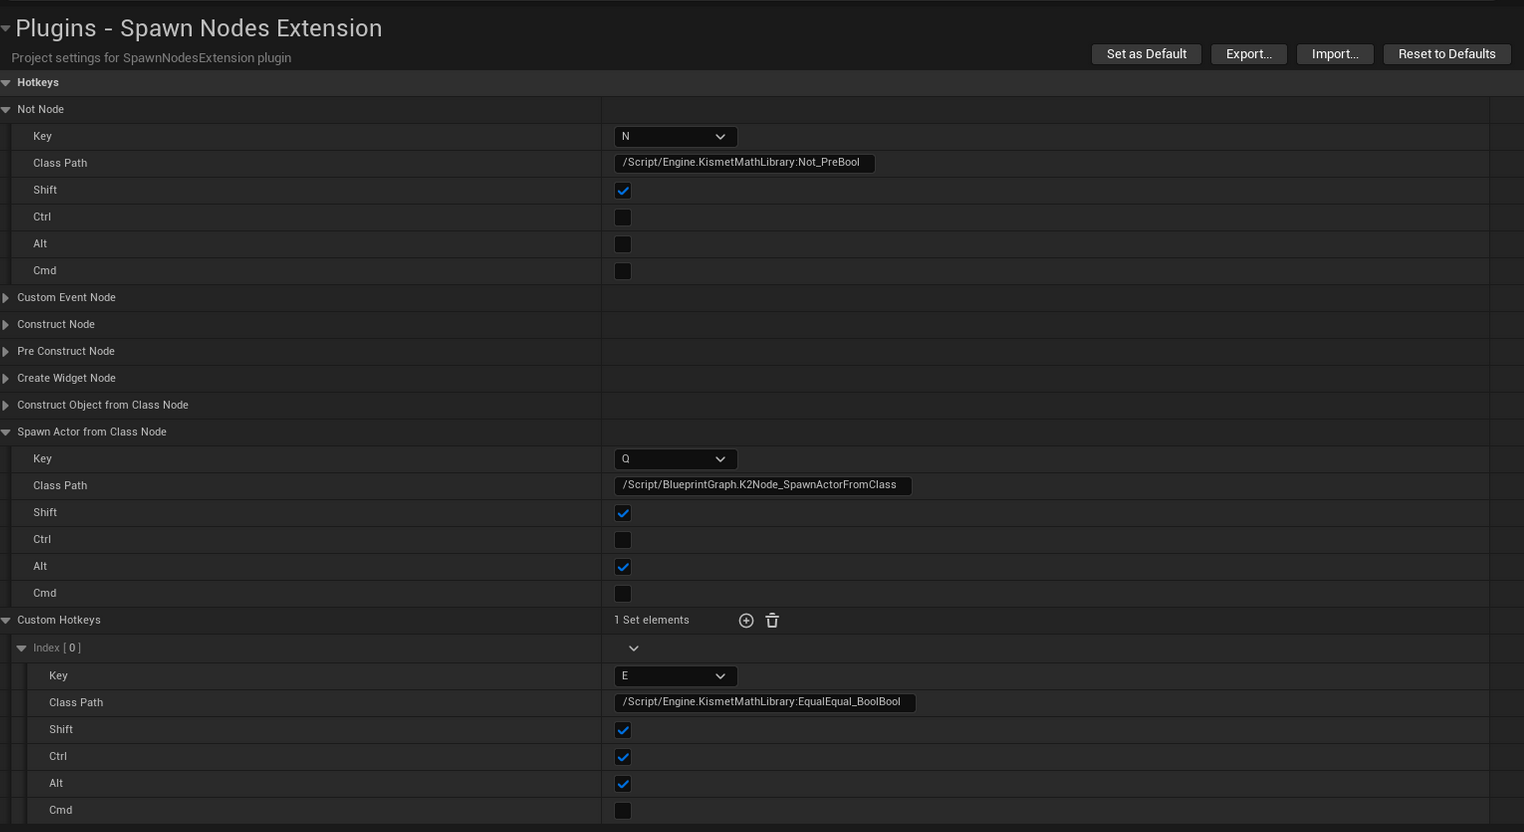 Plugins - Spawn Nodes Extension
Project settings for SpawnNodesExtension plugin
Set as Default
Export...
Import...
Reset to Defaults
Hotkeys
Not Node
Key
N
Class Path
/Script/Engine.KismetMathLibrary:Not_PreBool
Shift
Ctrl
Alt
Cmd
Custom Event Node
Construct Node
Pre Construct Node
Create Widget Node
Construct Object from Class Node
Spawn Actor from Class Node
Key
Q
Class Path
/Script/BlueprintGraph.K2Node_SpawnActorFromClass
Shift
Ctrl
Alt
Cmd
Custom Hotkeys
1 Set elements
Index [ 0 ]
Key
E
Class Path
/Script/Engine.KismetMathLibrary:EqualEqual_BoolBool
Shift
Ctrl
Alt
Cmd